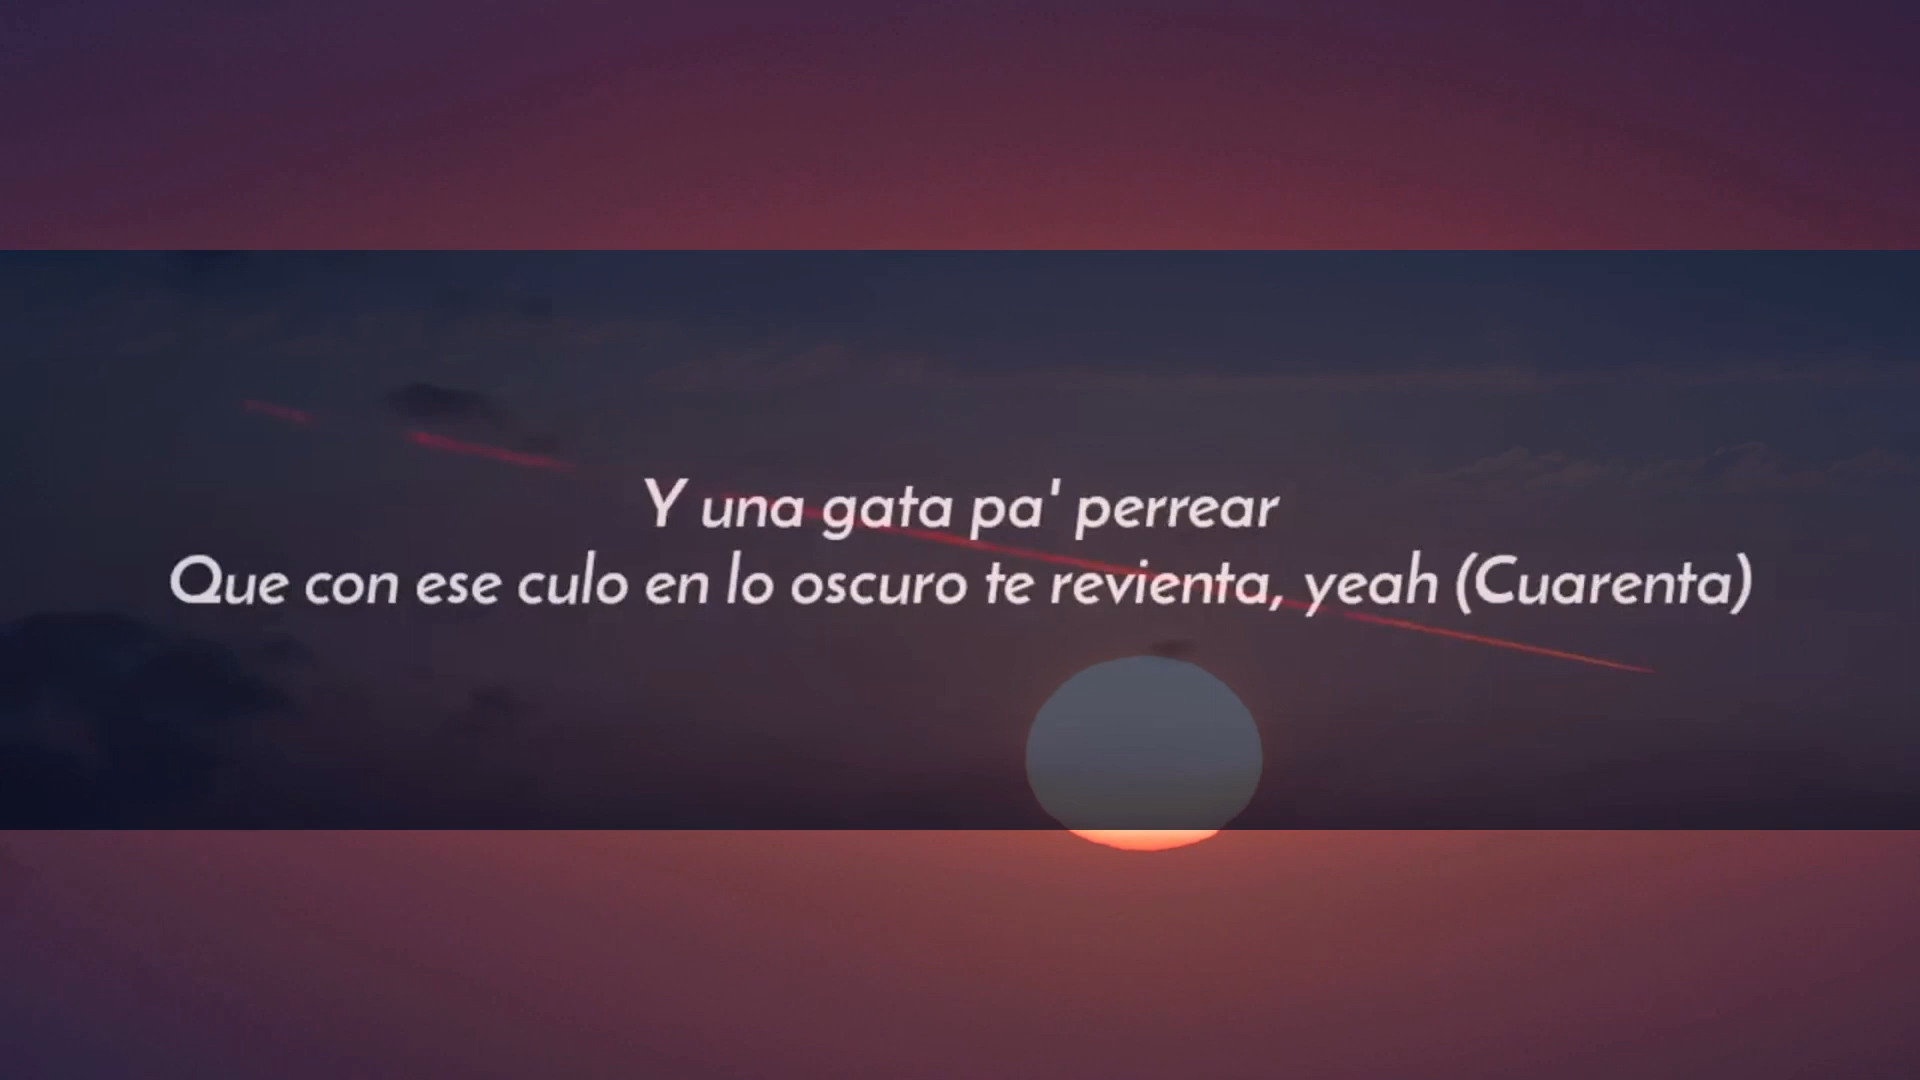 Y una gata pa' perrear
Que con ese culo en lo oscuro te revienta, yeah (Cuarenta)